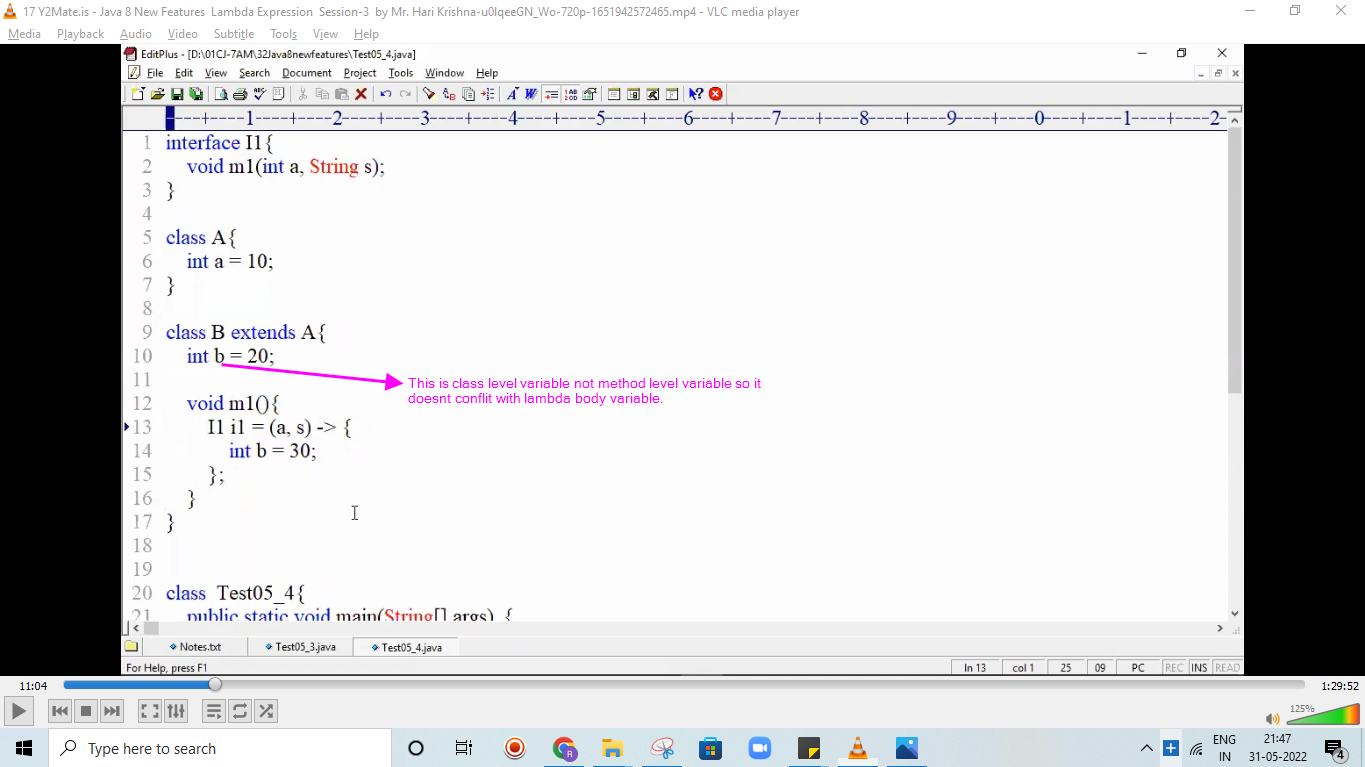 17 Y2Mate.is - Java 8 New Features Lambda Expression Session-3 by Mr. Hari Krishna-u0lqeeGN_Wo-720p-1651942572465.mp4 - VLC media player
Media Playback Audio Video Subtitle Tools View Help
EditPlus - [D:\01CJ-7AM\32Java8newfeatures\Test05_4.java]
File Edit View Search Document Project Tools Window Help
----+----1----+----2----+----3----+----4----+----5----+----6----+----7----+----8----+----9----+----0----+----1----+----2-
1 interface I1{
2 void m1(int a, String s);
3 }
4
5 class A{
6 int a = 10;
7 }
8
9 class B extends A{
10 int b = 20;
11
This is class level variable not method level variable so it
doesnt conflit with lambda body variable.
12 void m1(){
13 I1 i1 = (a, s) -> {
14 int b = 30;
15 };
16 }
17 }
18
19
20 class Test05_4{
21 public static void main(String[] args) {
Notes.txt Test05_3.java Test05_4.java
For Help, press F1 ln 13 col 1 25 09 PC REC INS READ
11:04 1:29:52
125%
Type here to search
ENG 21:47
IN 31-05-2022 4